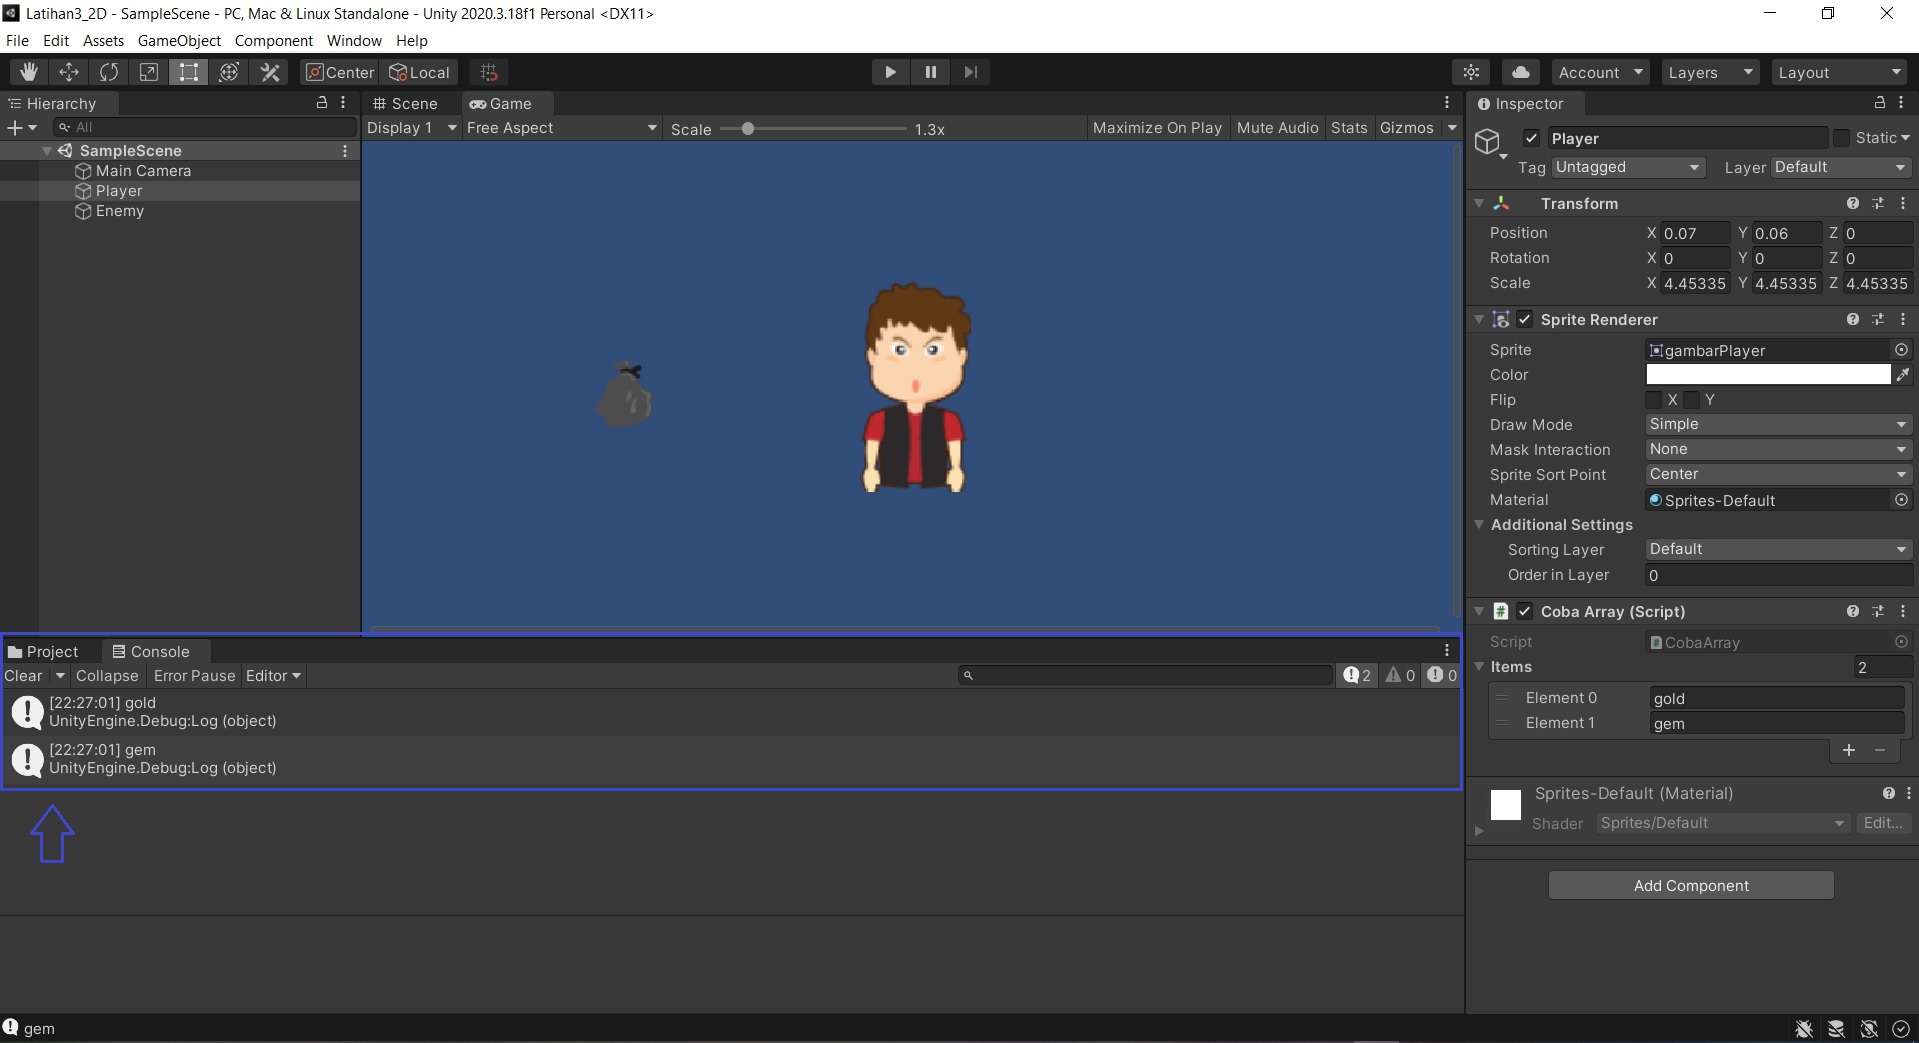 Latihan3_2D - SampleScene - PC, Mac & Linux Standalone - Unity 2020.3.18f1 Personal <DX11>
File Edit Assets GameObject Component Window Help
Center Local Account Layers Layout
Hierarchy
All
SampleScene
Main Camera
Player
Enemy
Scene Game
Display 1 Free Aspect Scale 1.3x Maximize On Play Mute Audio Stats Gizmos
Project Console
Clear Collapse Error Pause Editor 2 0 0
[22:27:01] gold
UnityEngine.Debug:Log (object)
[22:27:01] gem
UnityEngine.Debug:Log (object)
gem
Inspector
Player Static
Tag Untagged Layer Default
Transform
Position X 0.07 Y 0.06 Z 0
Rotation X 0 Y 0 Z 0
Scale X 4.45335 Y 4.45335 Z 4.45335
Sprite Renderer
Sprite gambarPlayer
Color
Flip X Y
Draw Mode Simple
Mask Interaction None
Sprite Sort Point Center
Material Sprites-Default
Additional Settings
Sorting Layer Default
Order in Layer 0
# Coba Array (Script)
Script CobaArray
Items 2
Element 0 gold
Element 1 gem
Sprites-Default (Material)
Shader Sprites/Default Edit...
Add Component